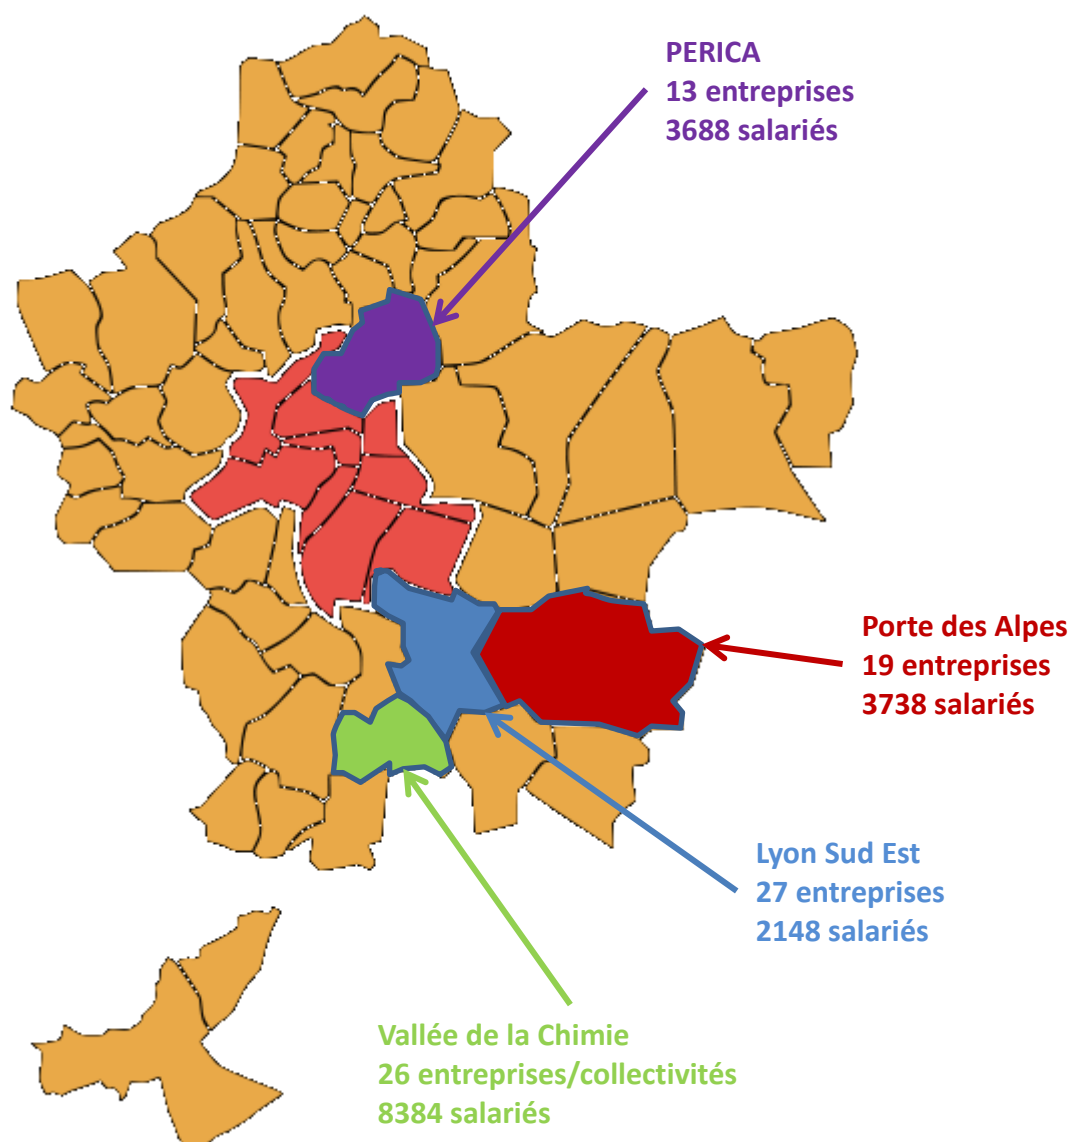 PERICA
13 entreprises
3688 salariés
Porte des Alpes
19 entreprises
3738 salariés
Lyon Sud Est
27 entreprises
2148 salariés
Vallée de la Chimie
26 entreprises/collectivités
8384 salariés